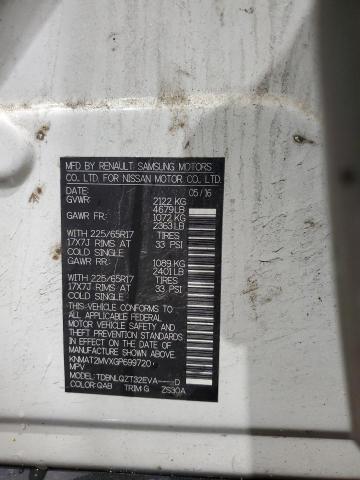 MFD BY RENAULT SAMSUNG MOTORS
CO. LTD. FOR NISSAN MOTOR CO. LTD.
DATE: 05/16
GVWR: 2122 KG
4679 LB
GAWR FR: 1072 KG
2363 LB
WITH 225/65R17 TIRES
17X7J RIMS AT 33 PSI
COLD SINGLE
GAWR RR: 1089 KG
2401 LB
WITH 225/65R17 TIRES
17X7J RIMS AT 33 PSI
COLD SINGLE
THIS VEHICLE CONFORMS TO
ALL APPLICABLE FEDERAL
MOTOR VEHICLE SAFETY AND
THEFT PREVENTION STANDARDS
IN EFFECT ON THE DATE OF
MANUFACTURE SHOWN ABOVE.
KNMAT2MVXGP699720
MPV
MODEL: TDBNLQZT32EVA-----D
COLOR: QAB TRIM: G ZS30A